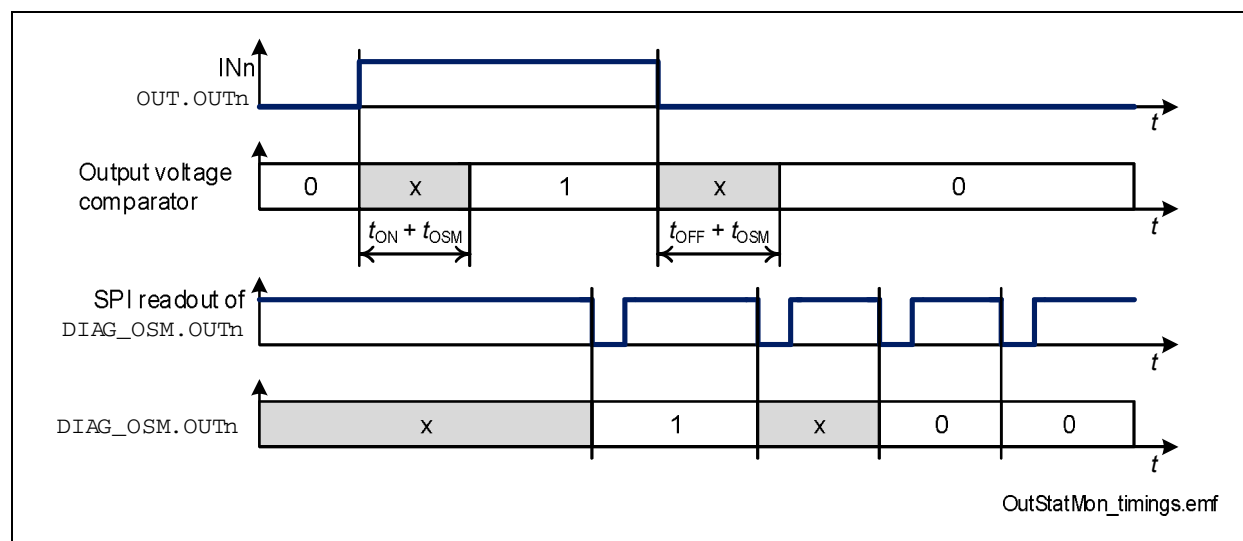 INn
OUT.OUTn
t
Output voltage
comparator
0 x 1 x 0
tON + tOSM tOFF + tOSM
SPI readout of
DIAG_OSM.OUTn
t
DIAG_OSM.OUTn
x 1 x 0 0
t
OutStatMon_timings.emf